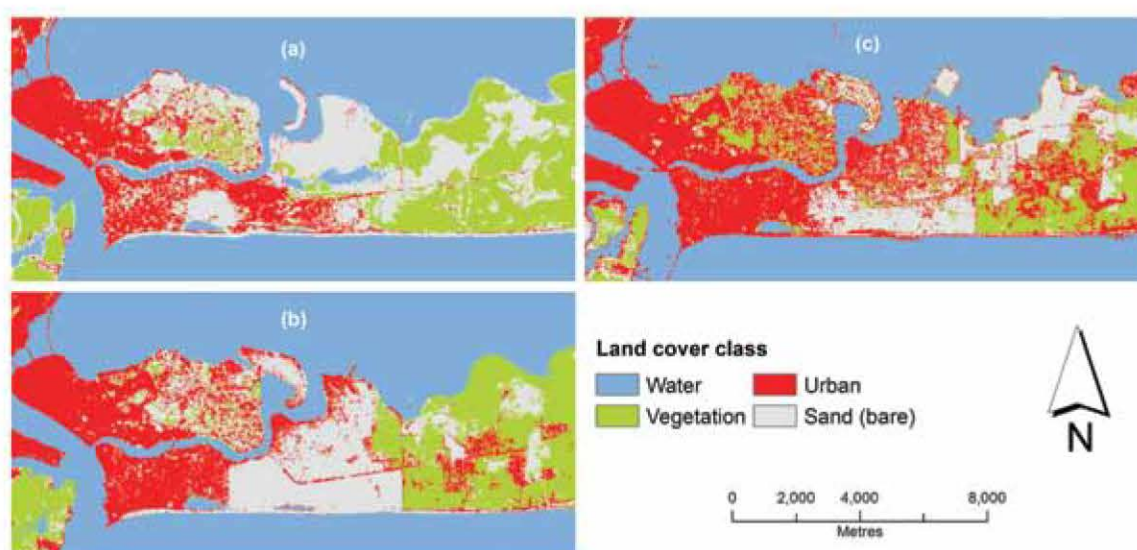 (a)
(c)
(b)
Land cover class
Water
Urban
Vegetation
Sand (bare)
N
0 2,000 4,000 8,000
Metres